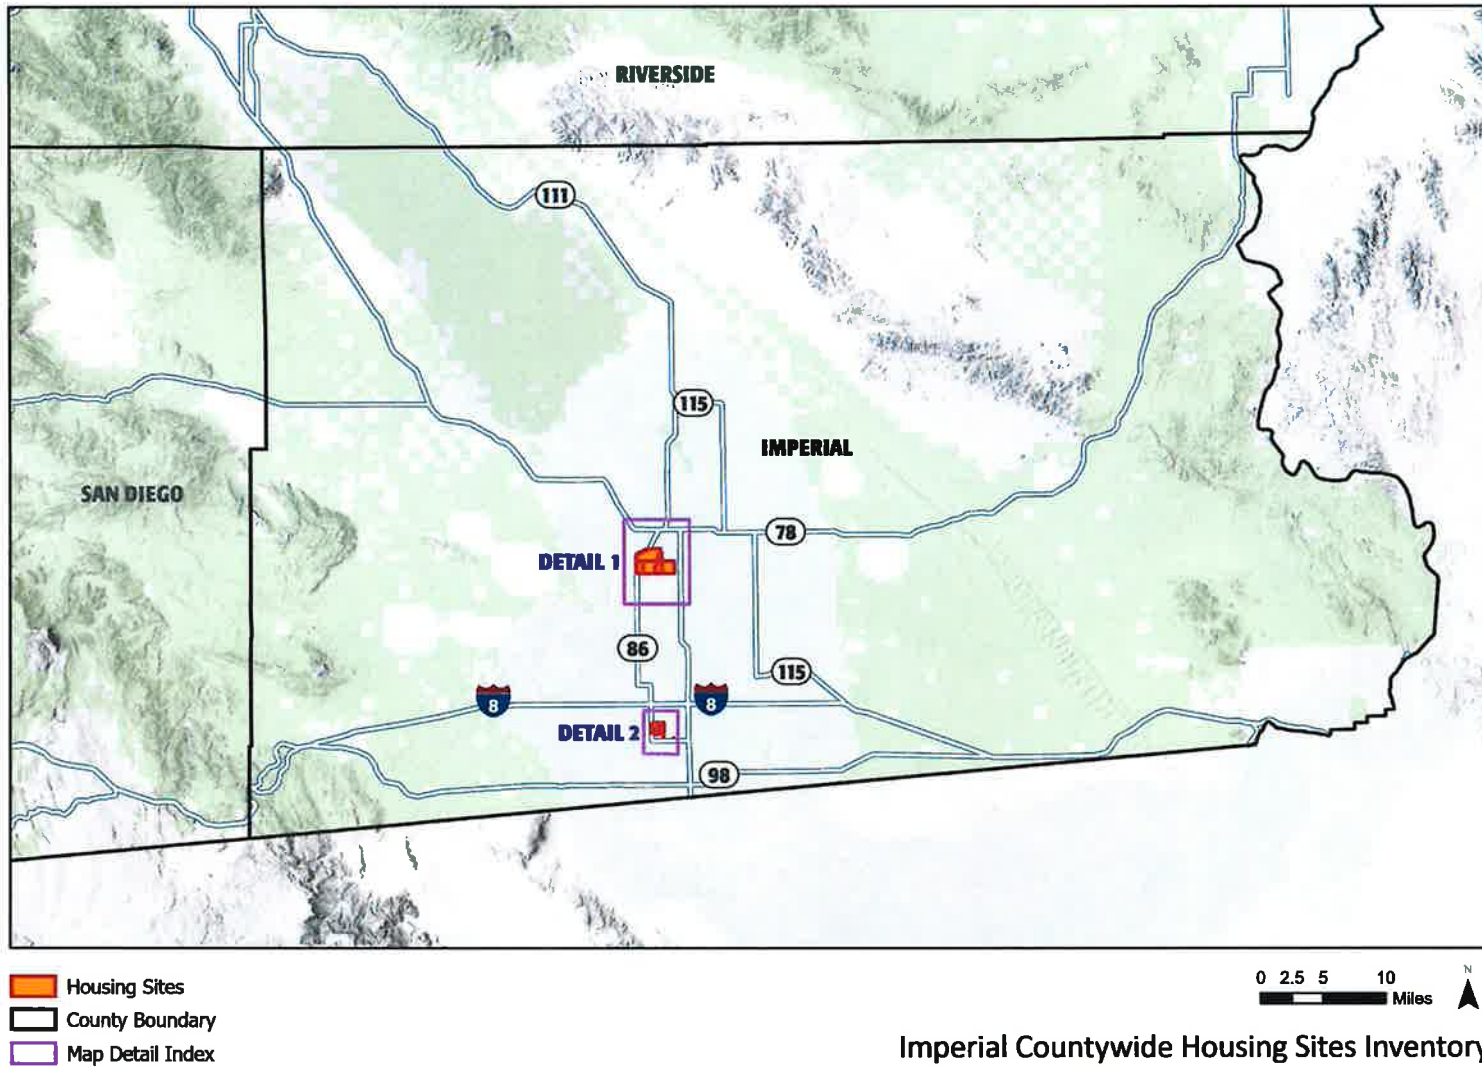 RIVERSIDE
111
115
IMPERIAL
SAN DIEGO
78
DETAIL 1
86
115
8
8
DETAIL 2
98
Housing Sites
County Boundary
Map Detail Index
0 2.5 5 10
Miles
N
Imperial Countywide Housing Sites Inventory